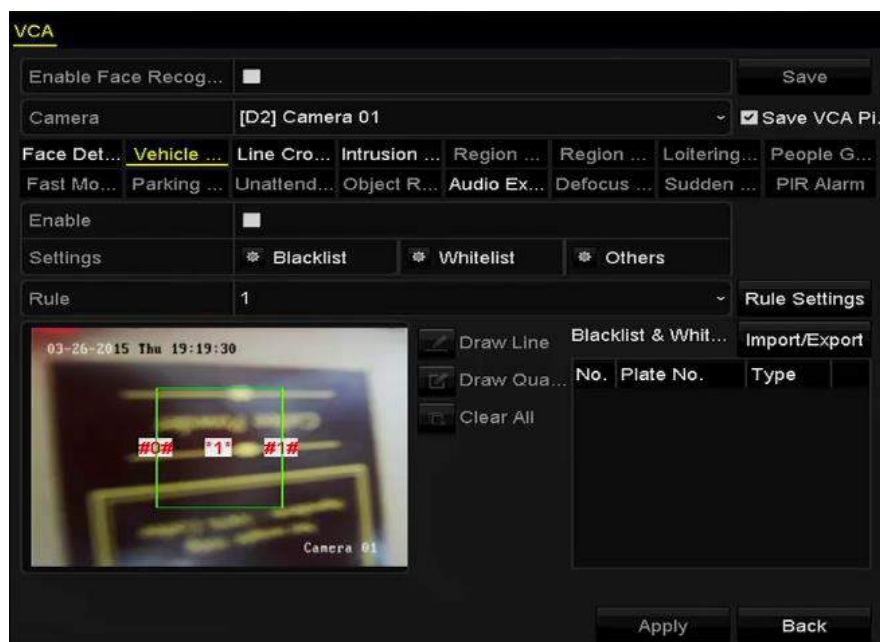 VCA
Enable Face Recog...
Save
Camera
[D2] Camera 01
Save VCA Pi.
Face Det...
Vehicle ...
Line Cro...
Intrusion ...
Region ...
Region ...
Loitering...
People G...
Fast Mo...
Parking ...
Unattend...
Object R...
Audio Ex...
Defocus ...
Sudden ...
PIR Alarm
Enable
Settings
Blacklist
Whitelist
Others
Rule
1
Rule Settings
03-26-2015 Thu 19:19:30
#0#
*1*
#1#
Camera 01
Draw Line
Draw Qua...
Clear All
Blacklist & Whit...
Import/Export
No.
Plate No.
Type
Apply
Back